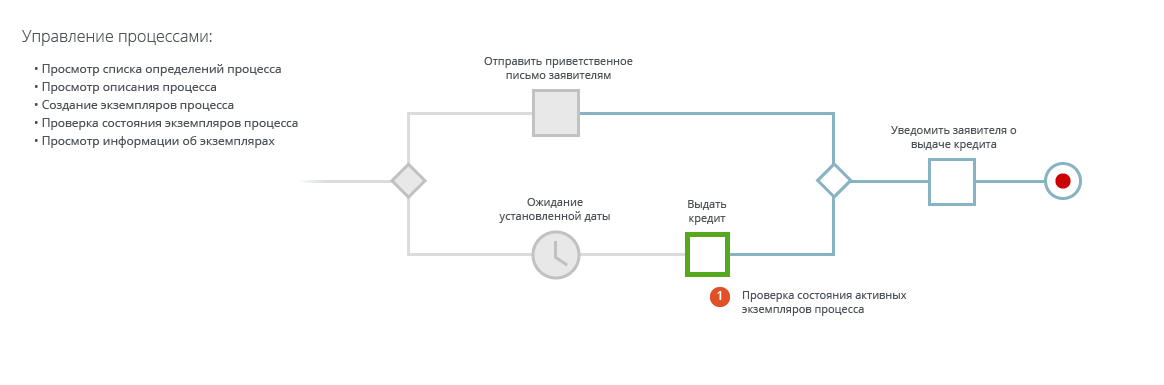 Управление процессами:
• Просмотр списка определений процесса
• Просмотр описания процесса
• Создание экземпляров процесса
• Проверка состояния экземпляров процесса
• Просмотр информации об экземплярах
Отправить приветственное
письмо заявителям
Уведомить заявителя о
выдаче кредита
Ожидание
установленной даты
Выдать
кредит
1
Проверка состояния активных
экземпляров процесса